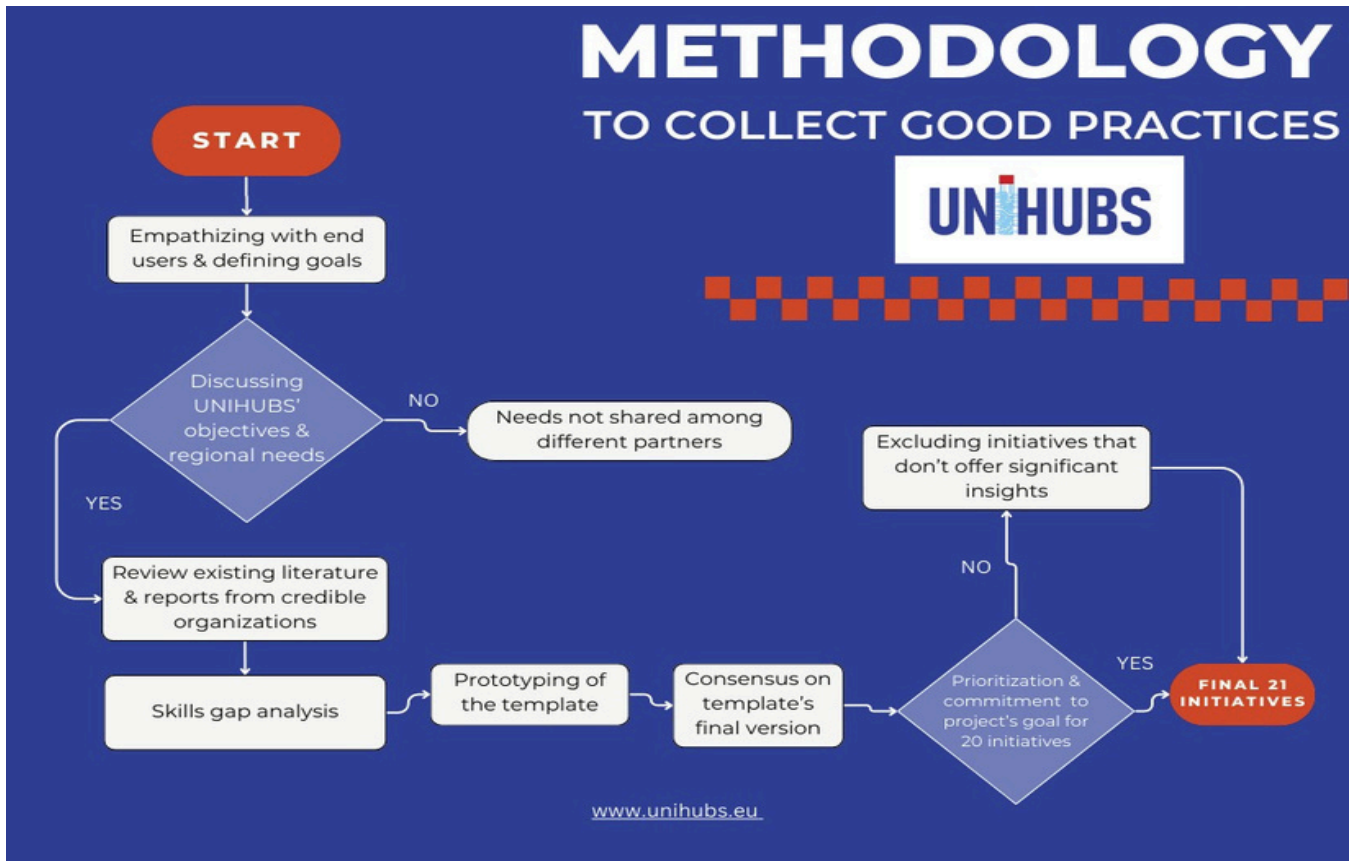 METHODOLOGY
TO COLLECT GOOD PRACTICES
UNIHUBS
START
Empathizing with end
users & defining goals
Discussing
UNIHUBS'
objectives &
regional needs
NO
Needs not shared among
different partners
YES
Review existing literature
& reports from credible
organizations
Skills gap analysis
Prototyping of
the template
Consensus on
template's
final version
Prioritization &
commitment to
project's goal for
20 initiatives
NO
Excluding initiatives that
don't offer significant
insights
YES
FINAL 21
INITIATIVES
www.unihubs.eu